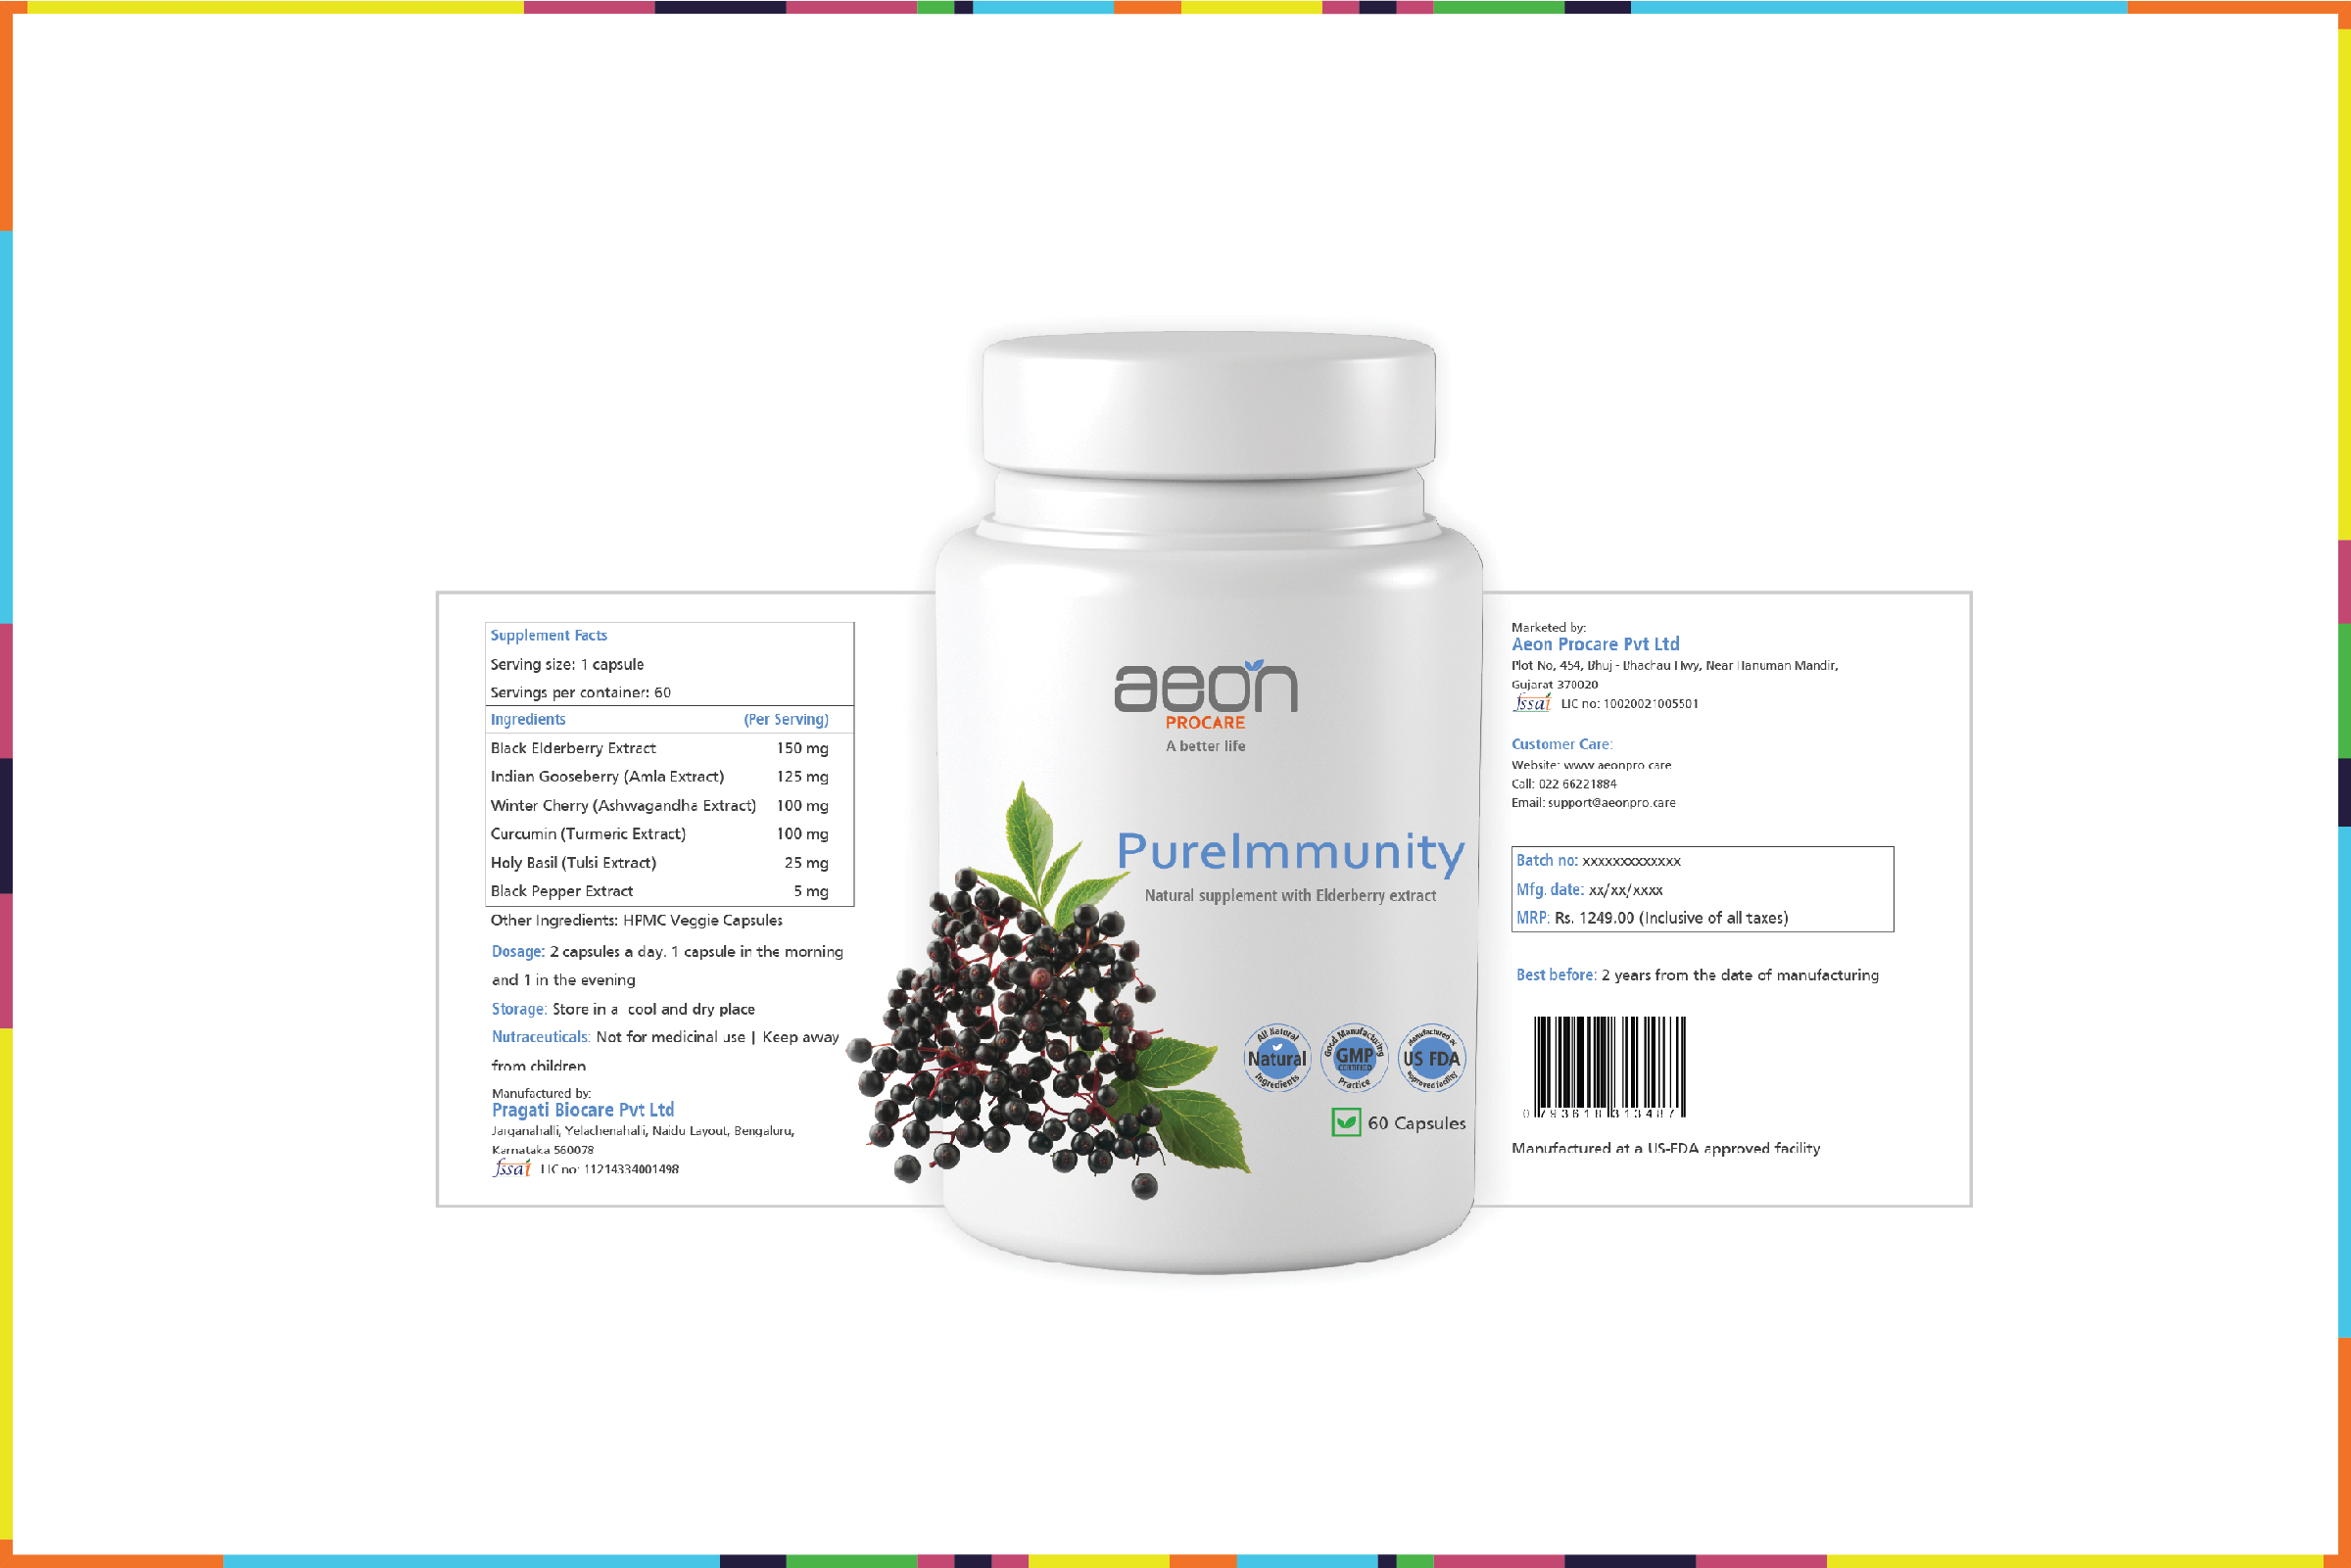 Supplement Facts
Serving size: 1 capsule
Servings per container: 60
Ingredients (Per Serving)
Black Elderberry Extract 150 mg
Indian Gooseberry (Amla Extract) 125 mg
Winter Cherry (Ashwagandha Extract) 100 mg
Curcumin (Turmeric Extract) 100 mg
Holy Basil (Tulsi Extract) 25 mg
Black Pepper Extract 5 mg
Other Ingredients: HPMC Veggie Capsules
Dosage: 2 capsules a day. 1 capsule in the morning
and 1 in the evening
Storage: Store in a cool and dry place
Nutraceuticals: Not for medicinal use | Keep away
from children
Manufactured by:
Pragati Biocare Pvt Ltd
Jarganahalli, Yelachenahalli, Naidu Layout, Bengaluru,
Karnataka 560078
fssai LIC no: 11214334001498
aeon
PROCARE
A better life
PureImmunity
Natural supplement with Elderberry extract
All Natural
Natural
Ingredients
Good Manufacturing
GMP
CERTIFIED
Practice
Manufactured at
US FDA
approved facility
60 Capsules
Marketed by:
Aeon Procare Pvt Ltd
Plot No, 454, Bhuj - Bhachau Hwy, Near Hanuman Mandir,
Gujarat 370020
fssai LIC no: 10020021005501
Customer Care:
Website: www.aeonpro.care
Call: 022 66221884
Email: support@aeonpro.care
Batch no: xxxxxxxxxxxxx
Mfg. date: xx/xx/xxxx
MRP: Rs. 1249.00 (Inclusive of all taxes)
Best before: 2 years from the date of manufacturing
0 793618 313487
Manufactured at a US-FDA approved facility